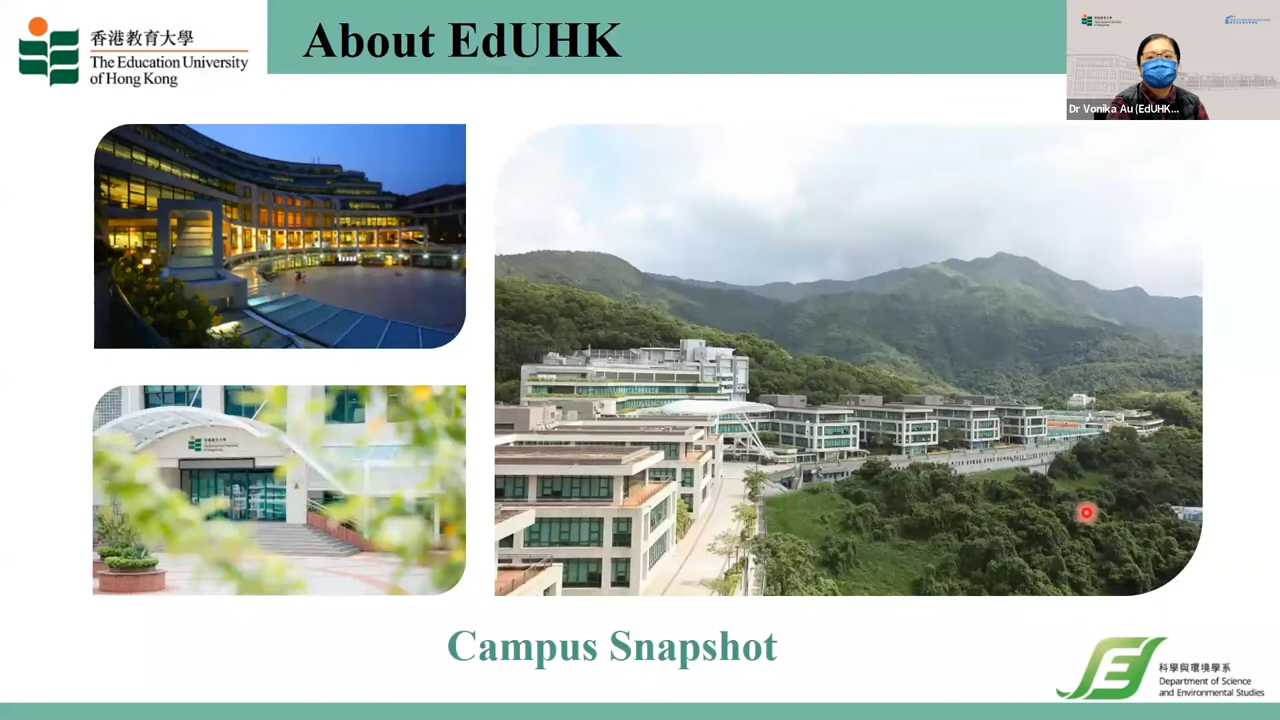 香港教育大學
The Education University
of Hong Kong
About EdUHK
Dr Vonika Au (EdUHK...
Campus Snapshot
科學與環境學系
Department of Science
and Environmental Studies